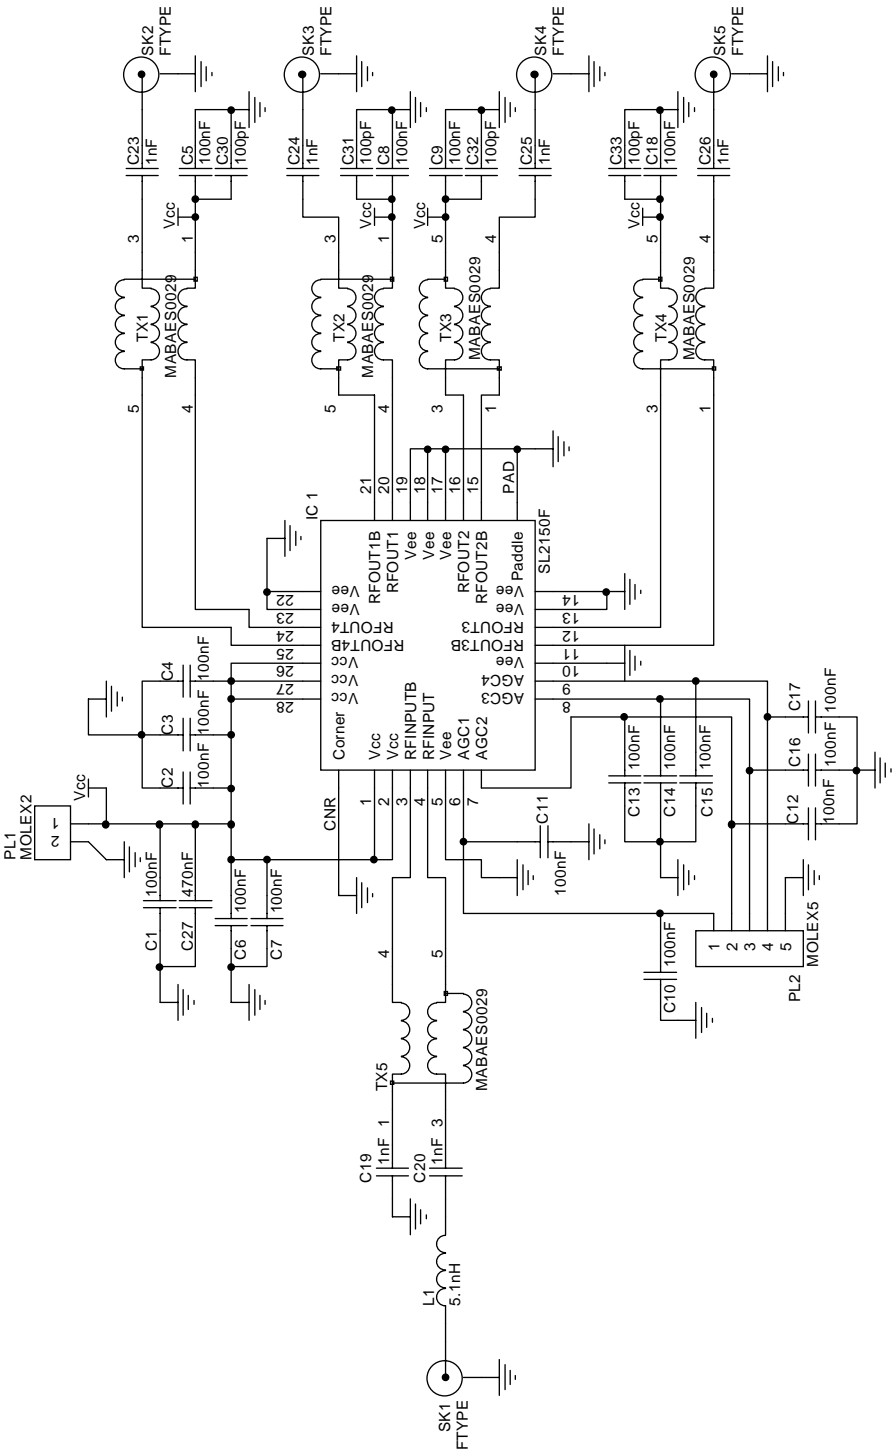 SK2
FTYPE
SK3
FTYPE
SK4
FTYPE
SK5
FTYPE
C23
1nF
C5
100nF
C30
100pF
C24
1nF
C31
100pF
C8
100nF
C9
100nF
C32
100pF
C25
1nF
C33
100pF
C18
100nF
C26
1nF
Vcc
Vcc
Vcc
Vcc
3
1
3
1
5
4
5
4
TX1
MABAES0029
TX2
MABAES0029
TX3
MABAES0029
TX4
MABAES0029
5
4
5
4
3
1
3
1
IC 1
SL2150F
21
20
19
18
17
16
15
PAD
RFOUT1B
RFOUT1
Vee
Vee
Vee
RFOUT2
RFOUT2B
Paddle
22
23
24
25
26
27
28
Vee
Vee
RFOUT4
RFOUT4B
Vcc
Vcc
Vcc
14
13
12
11
10
9
8
Vee
Vee
RFOUT3
RFOUT3B
Vee
AGC4
AGC3
Corner
Vcc
Vcc
RFINPUTB
RFINPUT
Vee
AGC1
AGC2
CNR
1
2
3
4
5
6
7
C4
100nF
C3
100nF
C2
100nF
Vcc
PL1
MOLEX2
1
2
C1
100nF
C27
470nF
C6
100nF
C7
100nF
C11
100nF
C13
100nF
C14
100nF
C15
100nF
C17
100nF
C16
100nF
C12
100nF
C10
100nF
1
2
3
4
5
PL2
MOLEX5
4
5
TX5
MABAES0029
1
3
C19
1nF
C20
1nF
L1
5.1nH
SK1
FTYPE